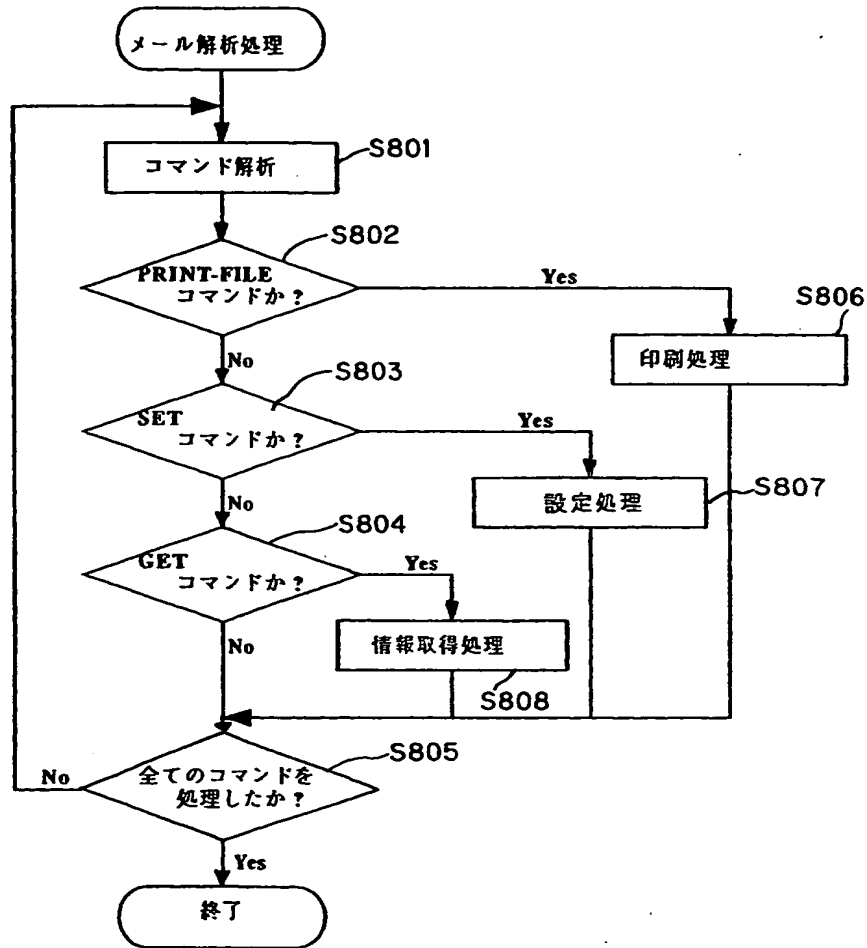 メール解析処理
コマンド解析
S801
S802
PRINT-FILE
コマンドか？
Yes
S806
印刷処理
No
S803
SET
コマンドか？
Yes
設定処理
S807
No
S804
GET
コマンドか？
Yes
情報取得処理
S808
No
S805
全てのコマンドを
処理したか？
No
Yes
終了